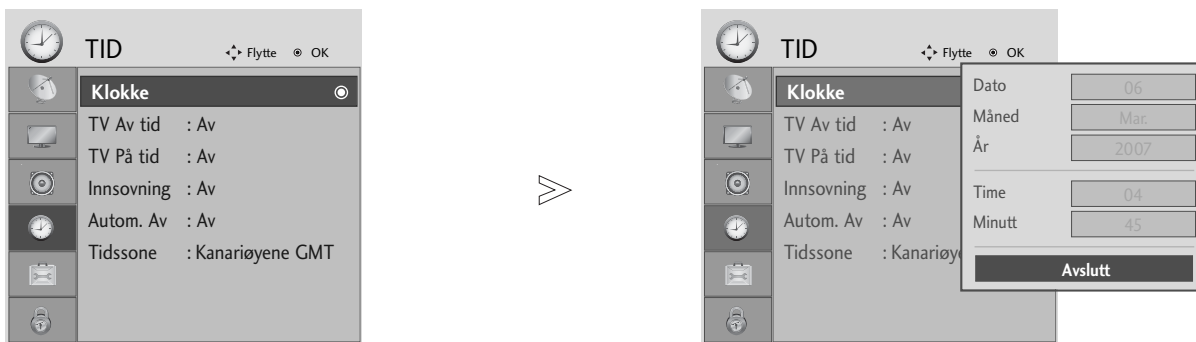 TID Flytte OK
Klokke
TV Av tid : Av
TV På tid : Av
Innsovning : Av
Autom. Av : Av
Tidssone : Kanariøyene GMT
TID Flytte OK
Klokke
TV Av tid : Av
TV På tid : Av
Innsovning : Av
Autom. Av : Av
Tidssone : Kanariøy
Dato 06
Måned Mar.
År 2007
Time 04
Minutt 45
Avslutt